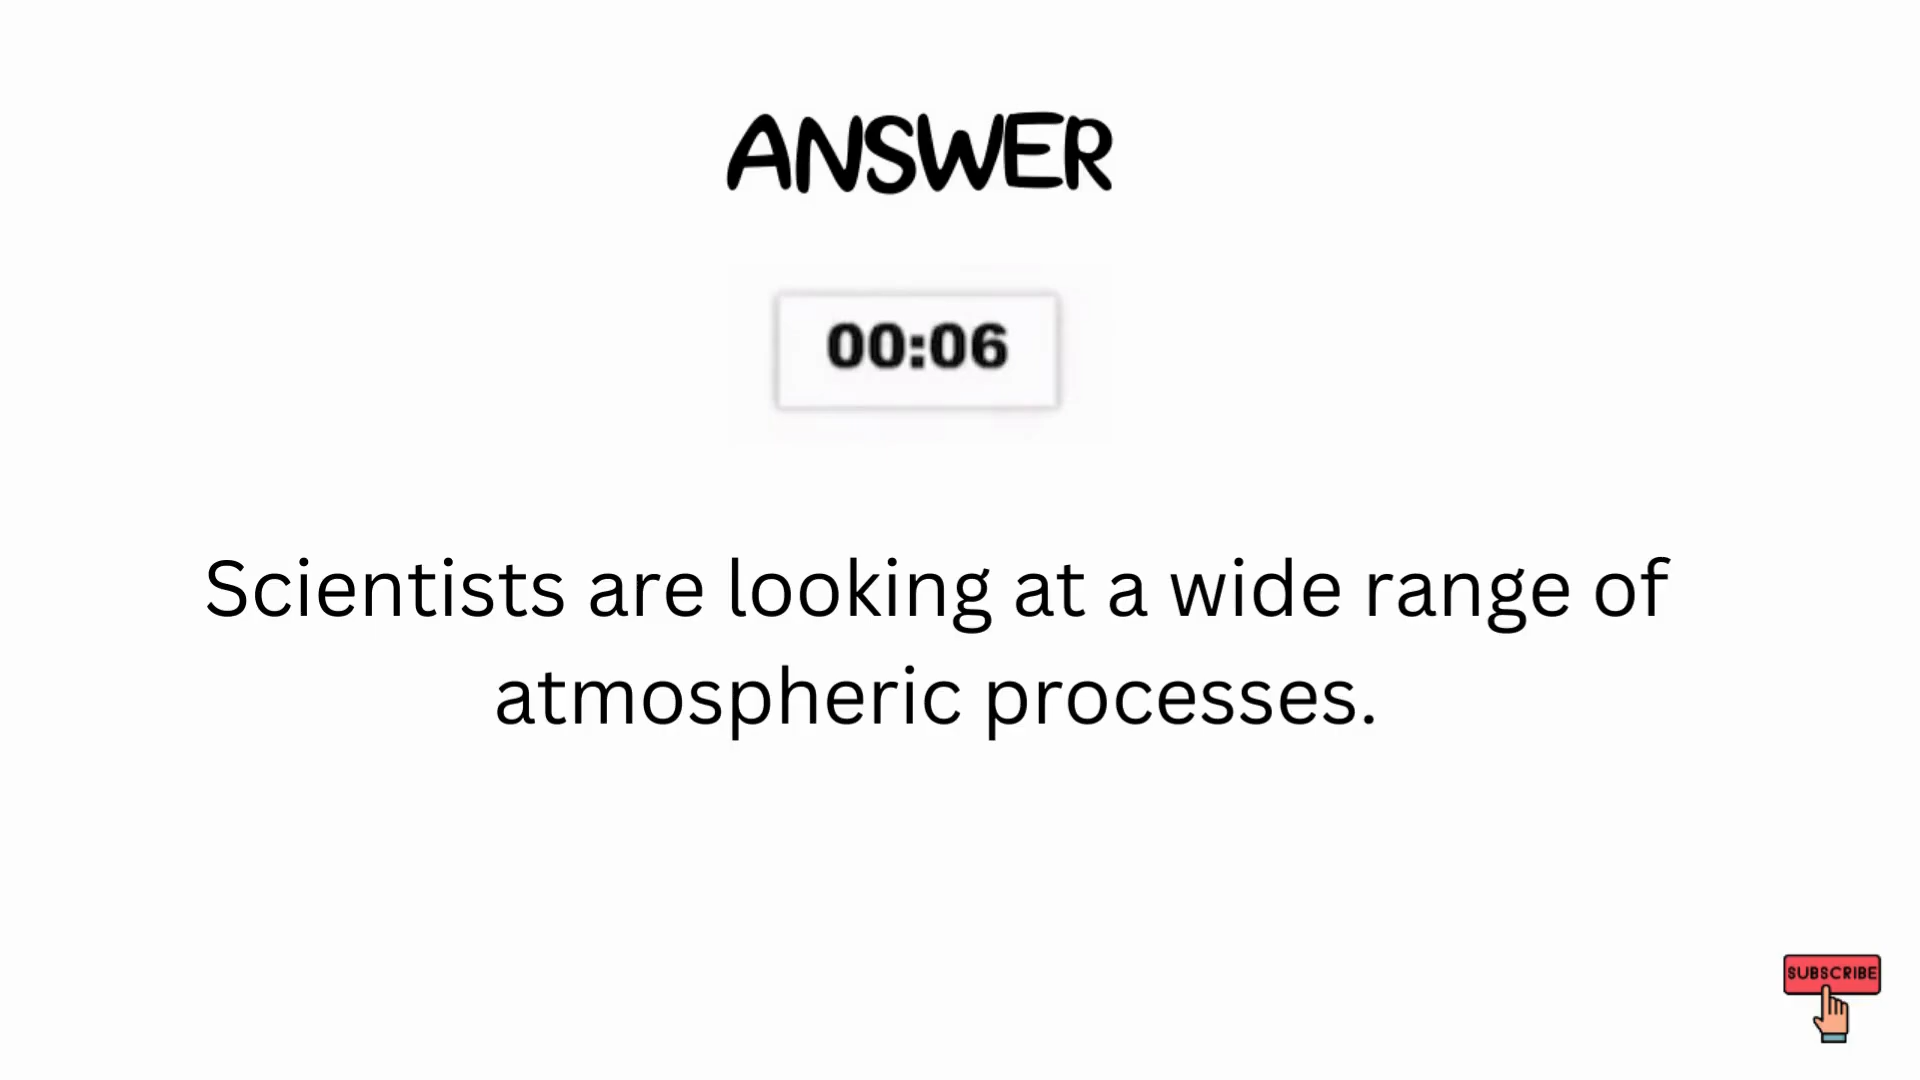 ANSWER
00:06
Scientists are looking at a wide range of
atmospheric processes.
SUBSCRIBE